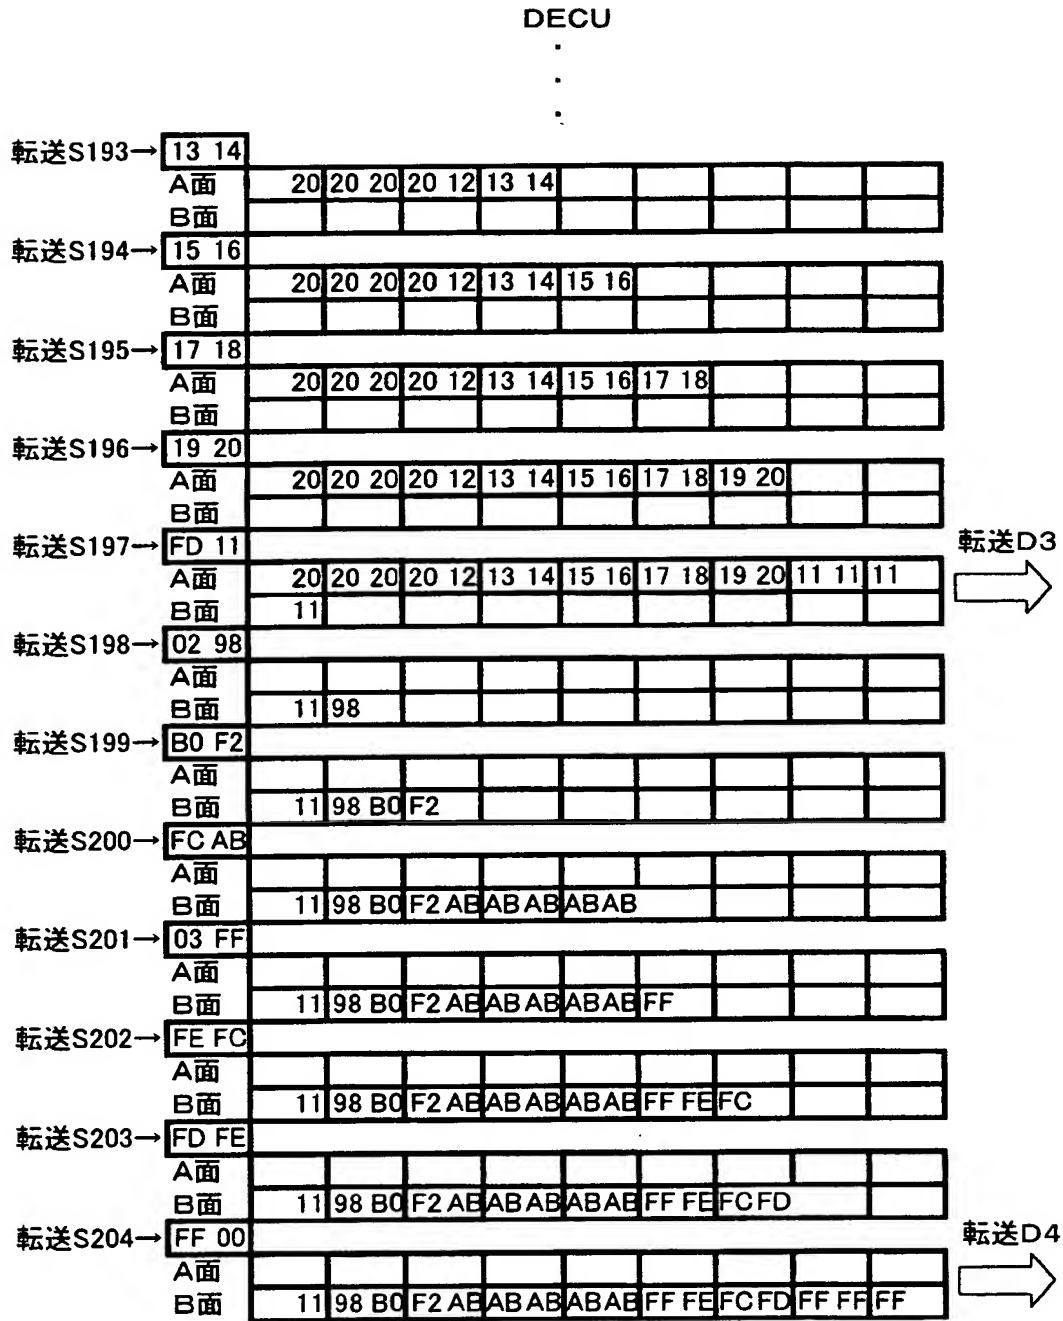 DECU
転送S193→ 13 14
A面 20 20 20 20 12 13 14
B面
転送S194→ 15 16
A面 20 20 20 20 12 13 14 15 16
B面
転送S195→ 17 18
A面 20 20 20 20 12 13 14 15 16 17 18
B面
転送S196→ 19 20
A面 20 20 20 20 12 13 14 15 16 17 18 19 20
B面
転送S197→ FD 11
転送D3
A面 20 20 20 20 12 13 14 15 16 17 18 19 20 11 11 11
B面 11
転送S198→ 02 98
A面
B面 11 98
転送S199→ B0 F2
A面
B面 11 98 B0 F2
転送S200→ FC AB
A面
B面 11 98 B0 F2 AB AB AB AB AB
転送S201→ 03 FF
A面
B面 11 98 B0 F2 AB AB AB AB AB FF
転送S202→ FE FC
A面
B面 11 98 B0 F2 AB AB AB AB AB FF FE FC
転送S203→ FD FE
A面
B面 11 98 B0 F2 AB AB AB AB AB FF FE FC FD
転送S204→ FF 00
転送D4
A面
B面 11 98 B0 F2 AB AB AB AB AB FF FE FC FD FF FF FF